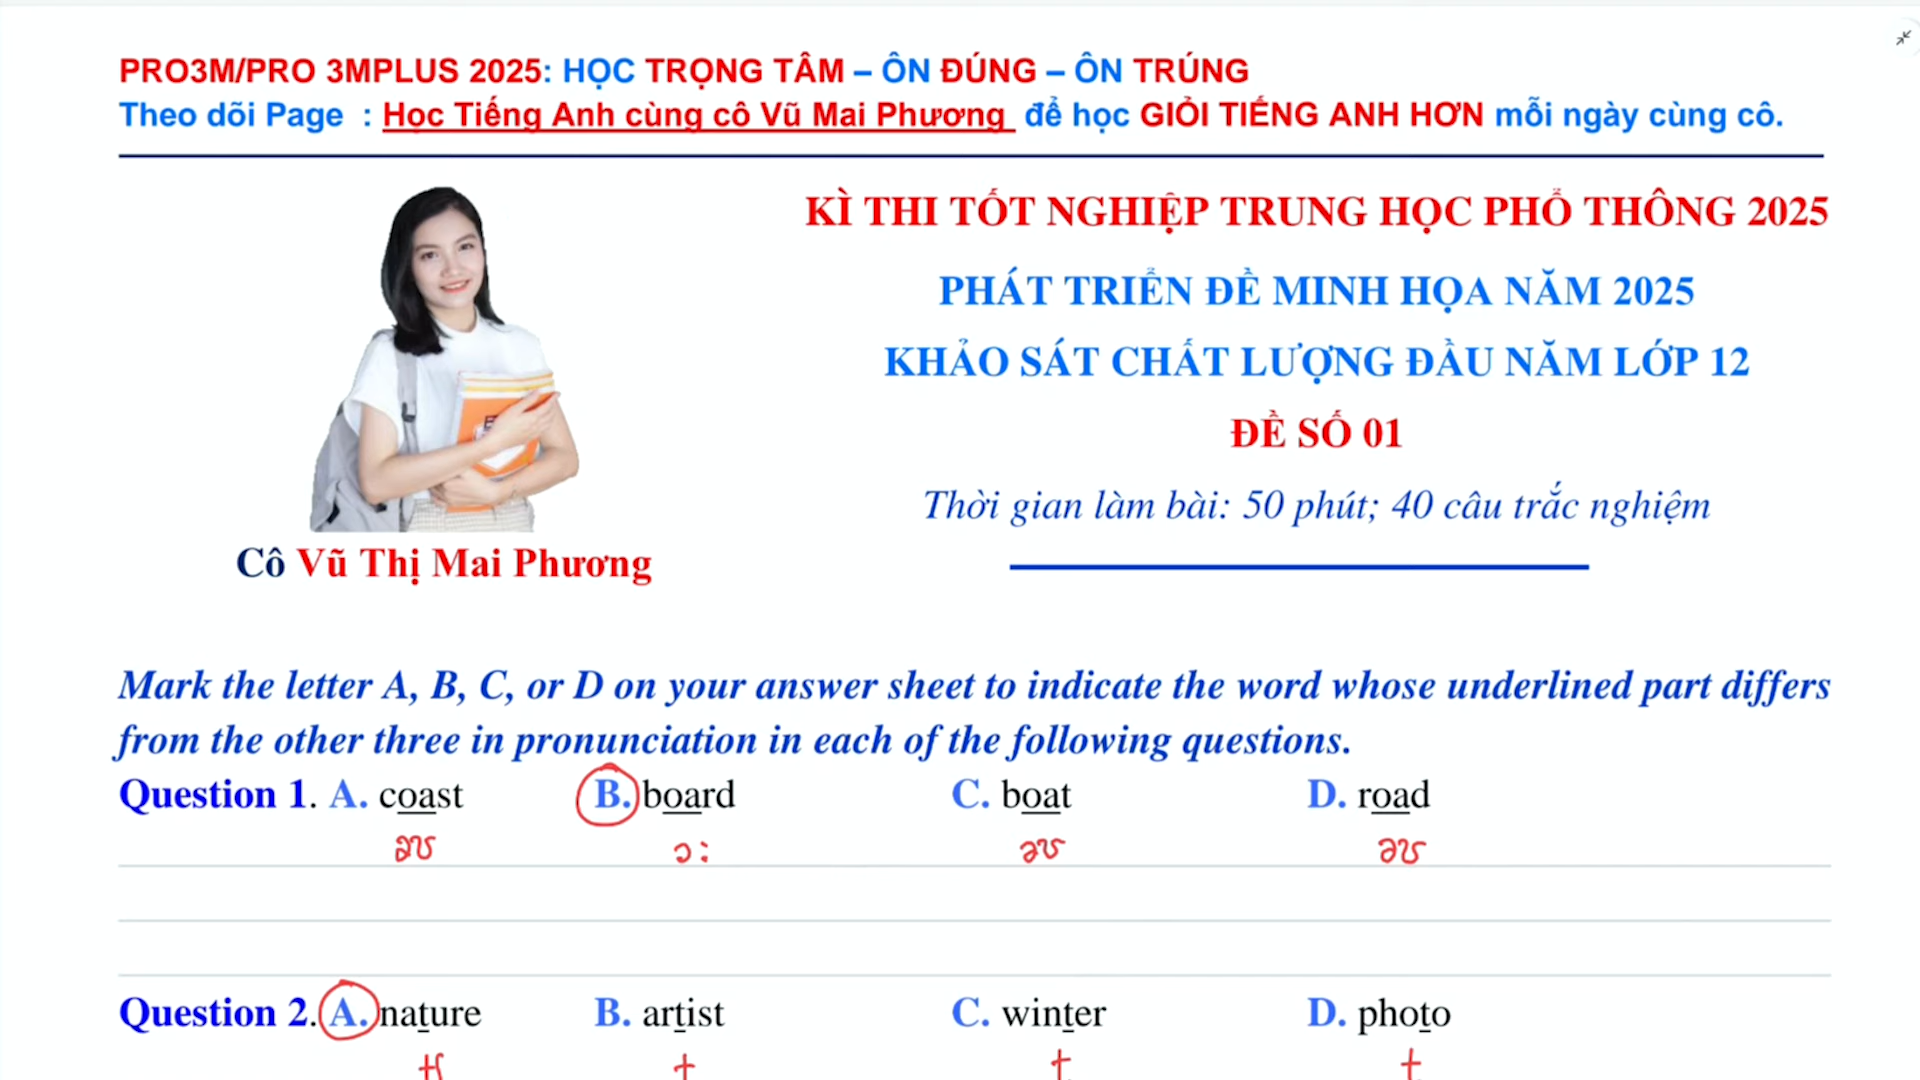 PRO3M/PRO 3MPLUS 2025: HỌC TRỌNG TÂM – ÔN ĐÚNG – ÔN TRÚNG
Theo dõi Page : Học Tiếng Anh cùng cô Vũ Mai Phương để học GIỎI TIẾNG ANH HƠN mỗi ngày cùng cô.
KÌ THI TỐT NGHIỆP TRUNG HỌC PHỔ THÔNG 2025
PHÁT TRIỂN ĐỀ MINH HỌA NĂM 2025
KHẢO SÁT CHẤT LƯỢNG ĐẦU NĂM LỚP 12
ĐỀ SỐ 01
Thời gian làm bài: 50 phút; 40 câu trắc nghiệm
Cô Vũ Thị Mai Phương
Mark the letter A, B, C, or D on your answer sheet to indicate the word whose underlined part differs
from the other three in pronunciation in each of the following questions.
Question 1. A. coast B. board C. boat D. road
əʊ ɔ: əʊ əʊ
Question 2. A. nature B. artist C. winter D. photo
tʃ t t t